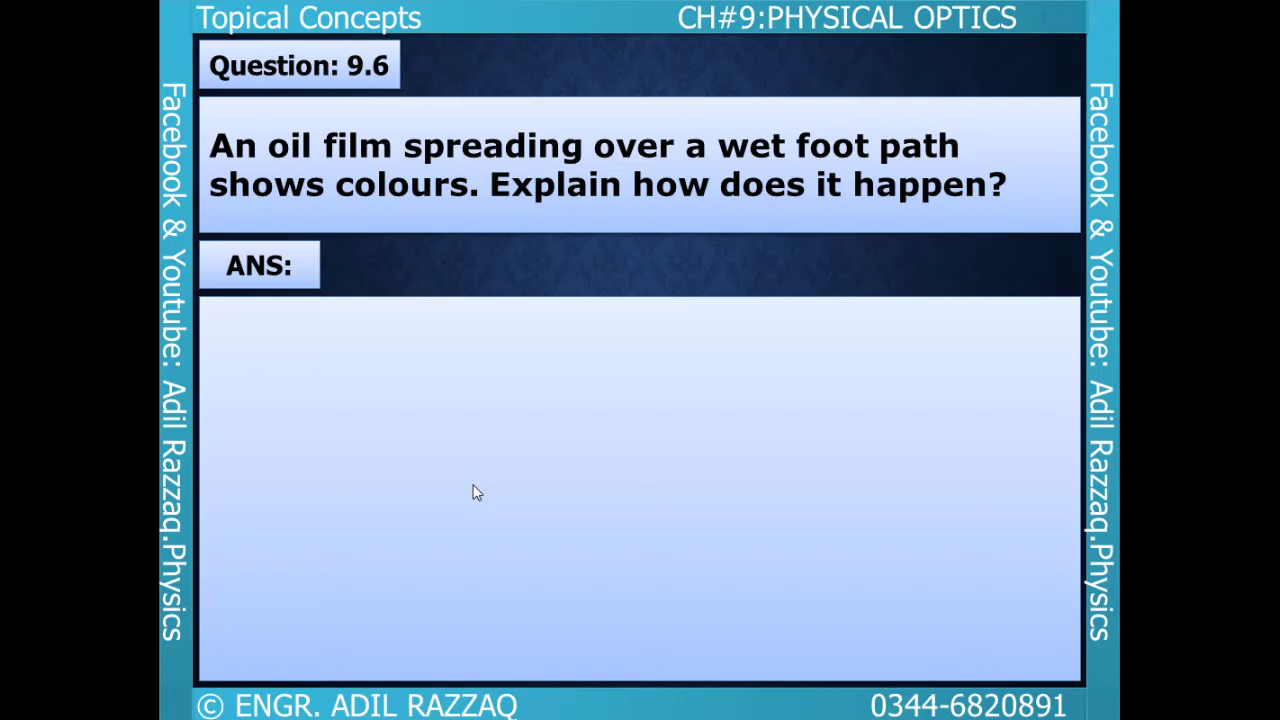 Topical Concepts
CH#9:PHYSICAL OPTICS
Question: 9.6
An oil film spreading over a wet foot path
shows colours. Explain how does it happen?
ANS:
Facebook & Youtube: Adil Razzaq.Physics
Facebook & Youtube: Adil Razzaq.Physics
© ENGR. ADIL RAZZAQ
0344-6820891